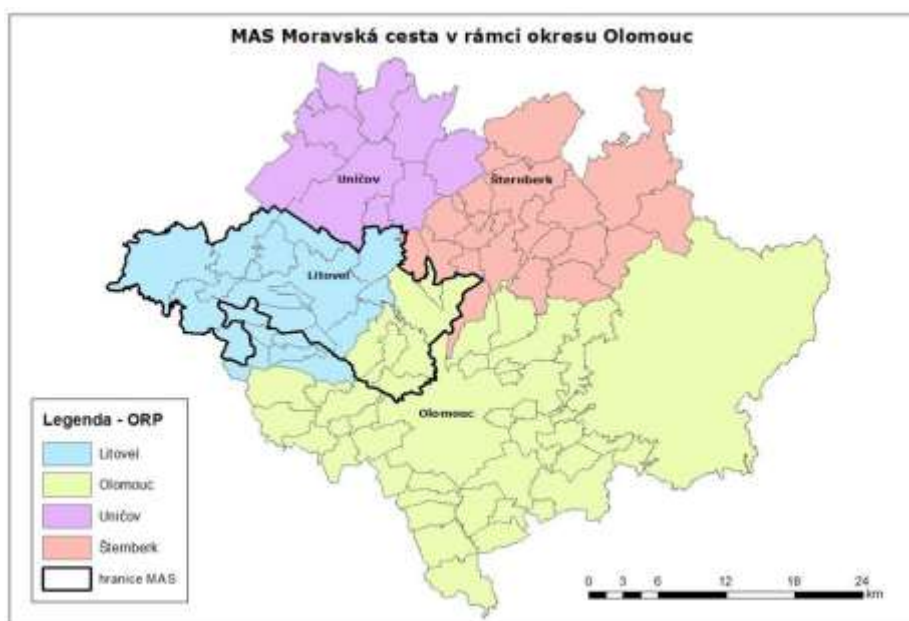 MAS Moravská cesta v rámci okresu Olomouc
Uničov
Šternberk
Litovel
Olomouc
Legenda - ORP
Litovel
Olomouc
Uničov
Šternberk
hranice MAS
0 3 6 12 18 24
km